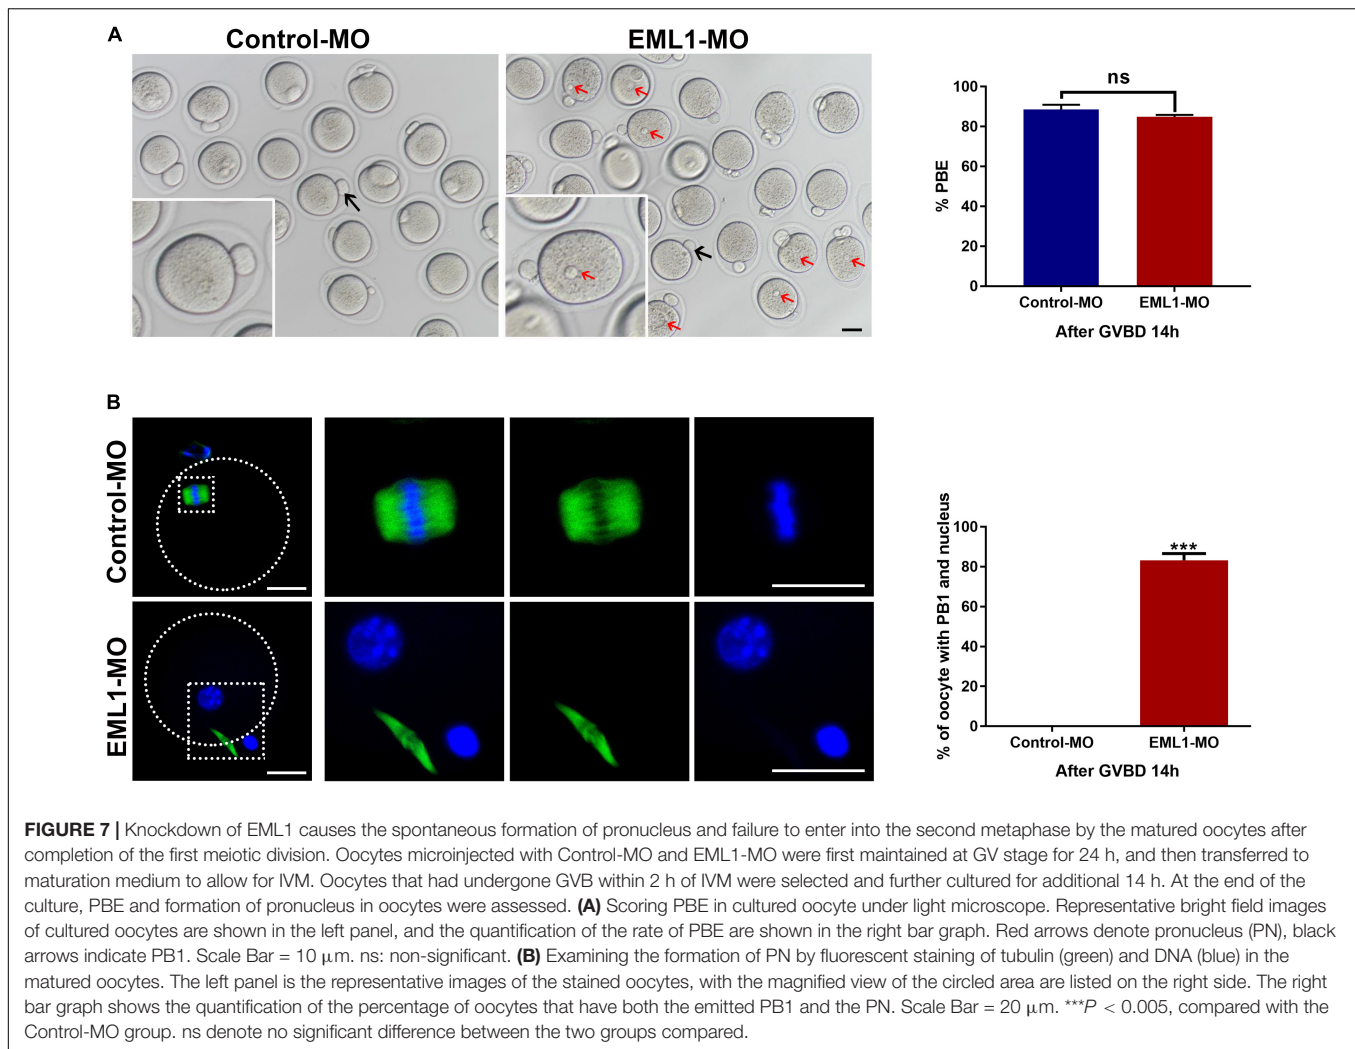 A
Control-MO
EML1-MO
100
80
60
40
20
0
% PBE
ns
Control-MO
EML1-MO
After GVBD 14h
B
Control-MO
EML1-MO
100
80
60
40
20
0
% of oocyte with PB1 and nucleus
***
Control-MO
EML1-MO
After GVBD 14h
FIGURE 7 | Knockdown of EML1 causes the spontaneous formation of pronucleus and failure to enter into the second metaphase by the matured oocytes after
completion of the first meiotic division. Oocytes microinjected with Control-MO and EML1-MO were first maintained at GV stage for 24 h, and then transferred to
maturation medium to allow for IVM. Oocytes that had undergone GVB within 2 h of IVM were selected and further cultured for additional 14 h. At the end of the
culture, PBE and formation of pronucleus in oocytes were assessed. (A) Scoring PBE in cultured oocyte under light microscope. Representative bright field images
of cultured oocytes are shown in the left panel, and the quantification of the rate of PBE are shown in the right bar graph. Red arrows denote pronucleus (PN), black
arrows indicate PB1. Scale Bar = 10 μm. ns: non-significant. (B) Examining the formation of PN by fluorescent staining of tubulin (green) and DNA (blue) in the
matured oocytes. The left panel is the representative images of the stained oocytes, with the magnified view of the circled area are listed on the right side. The right
bar graph shows the quantification of the percentage of oocytes that have both the emitted PB1 and the PN. Scale Bar = 20 μm. ***P < 0.005, compared with the
Control-MO group. ns denote no significant difference between the two groups compared.